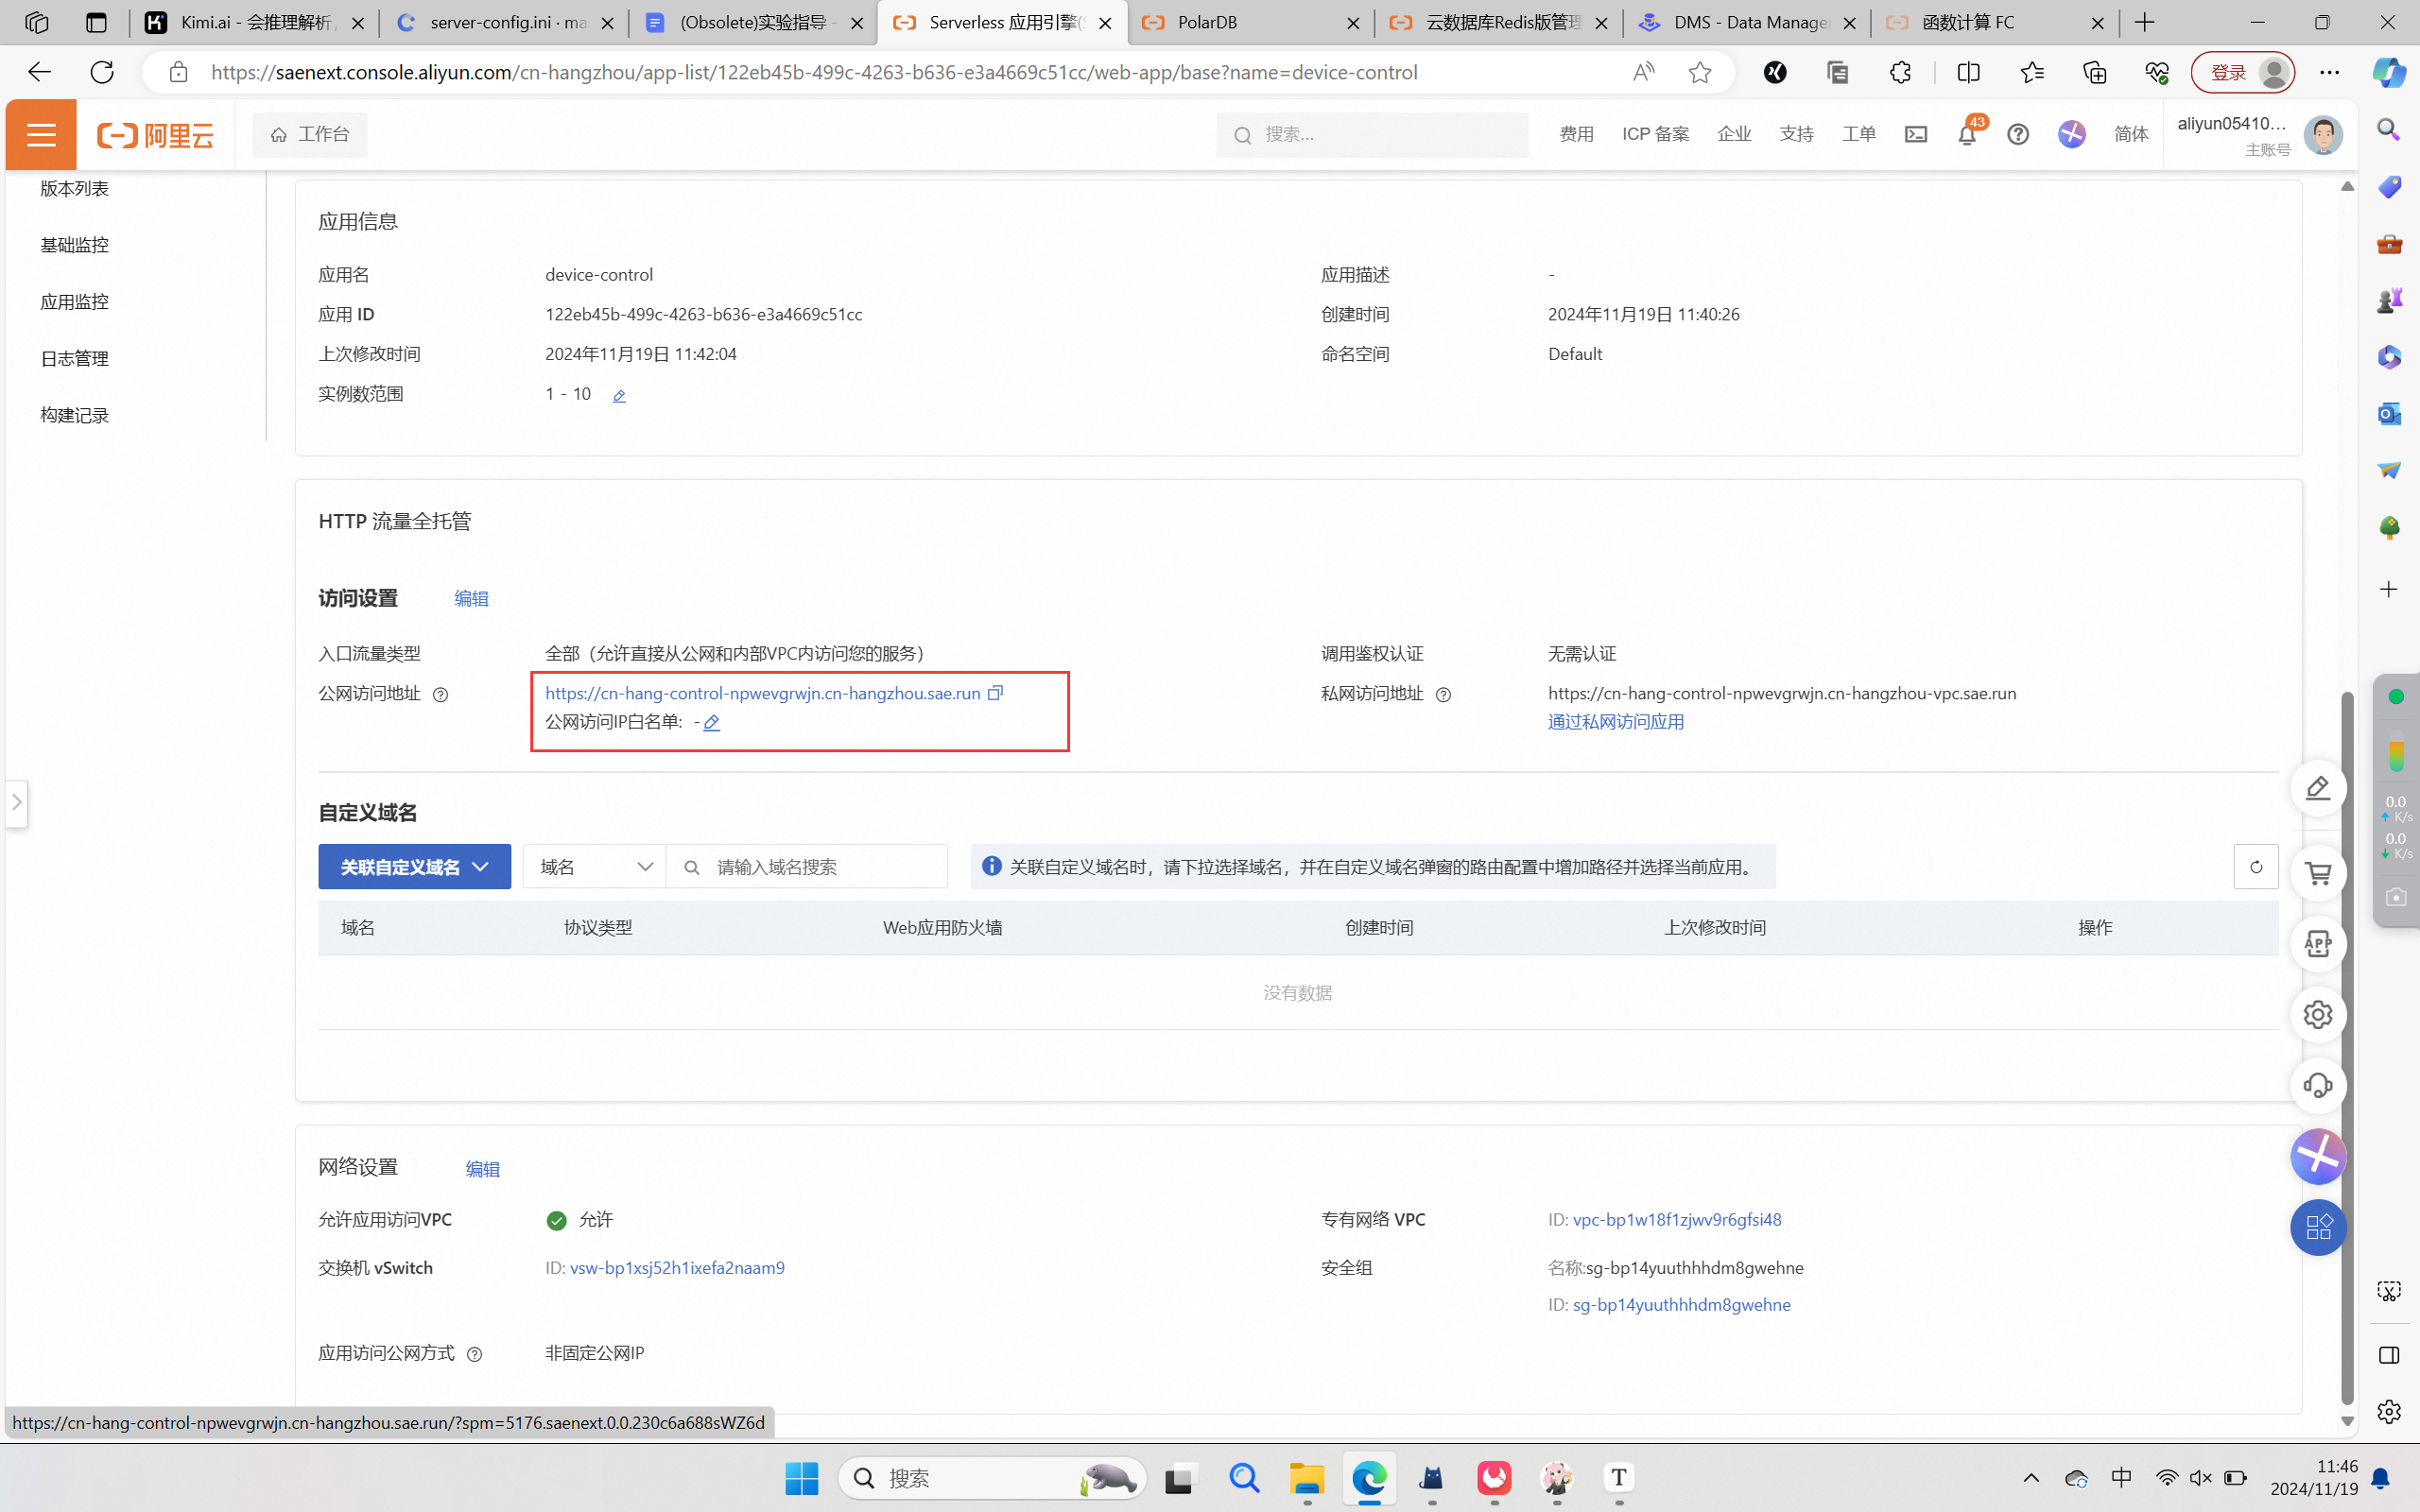 Kimi.ai - 会推理解析,
server-config.ini · ma
(Obsolete)实验指导 -
Serverless 应用引擎(S
PolarDB
云数据库Redis版管理
DMS - Data Manage
函数计算 FC
https://saenext.console.aliyun.com/cn-hangzhou/app-list/122eb45b-499c-4263-b636-e3a4669c51cc/web-app/base?name=device-control
登录
阿里云
工作台
搜索...
费用
ICP 备案
企业
支持
工单
43
简体
aliyun05410...
主账号
版本列表
基础监控
应用监控
日志管理
构建记录
应用信息
应用名 device-control 应用描述 -
应用 ID 122eb45b-499c-4263-b636-e3a4669c51cc 创建时间 2024年11月19日 11:40:26
上次修改时间 2024年11月19日 11:42:04 命名空间 Default
实例数范围 1 - 10
HTTP 流量全托管
访问设置 编辑
入口流量类型 全部（允许直接从公网和内部VPC内访问您的服务） 调用鉴权认证 无需认证
公网访问地址 https://cn-hang-control-npwevgrwjn.cn-hangzhou.sae.run 私网访问地址 https://cn-hang-control-npwevgrwjn.cn-hangzhou-vpc.sae.run
公网访问IP白名单: - 通过私网访问应用
自定义域名
关联自定义域名 域名 请输入域名搜索 关联自定义域名时，请下拉选择域名，并在自定义域名弹窗的路由配置中增加路径并选择当前应用。
域名 协议类型 Web应用防火墙 创建时间 上次修改时间 操作
没有数据
网络设置 编辑
允许应用访问VPC 允许 专有网络 VPC ID: vpc-bp1w18f1zjwv9r6gfsi48
交换机 vSwitch ID: vsw-bp1xsj52h1ixefa2naam9 安全组 名称:sg-bp14yuuthhhdm8gwehne
ID: sg-bp14yuuthhhdm8gwehne
应用访问公网方式 非固定公网IP
0.0
K/s
0.0
K/s
APP
https://cn-hang-control-npwevgrwjn.cn-hangzhou.sae.run/?spm=5176.saenext.0.0.230c6a688sWZ6d
搜索
T
中
11:46
2024/11/19